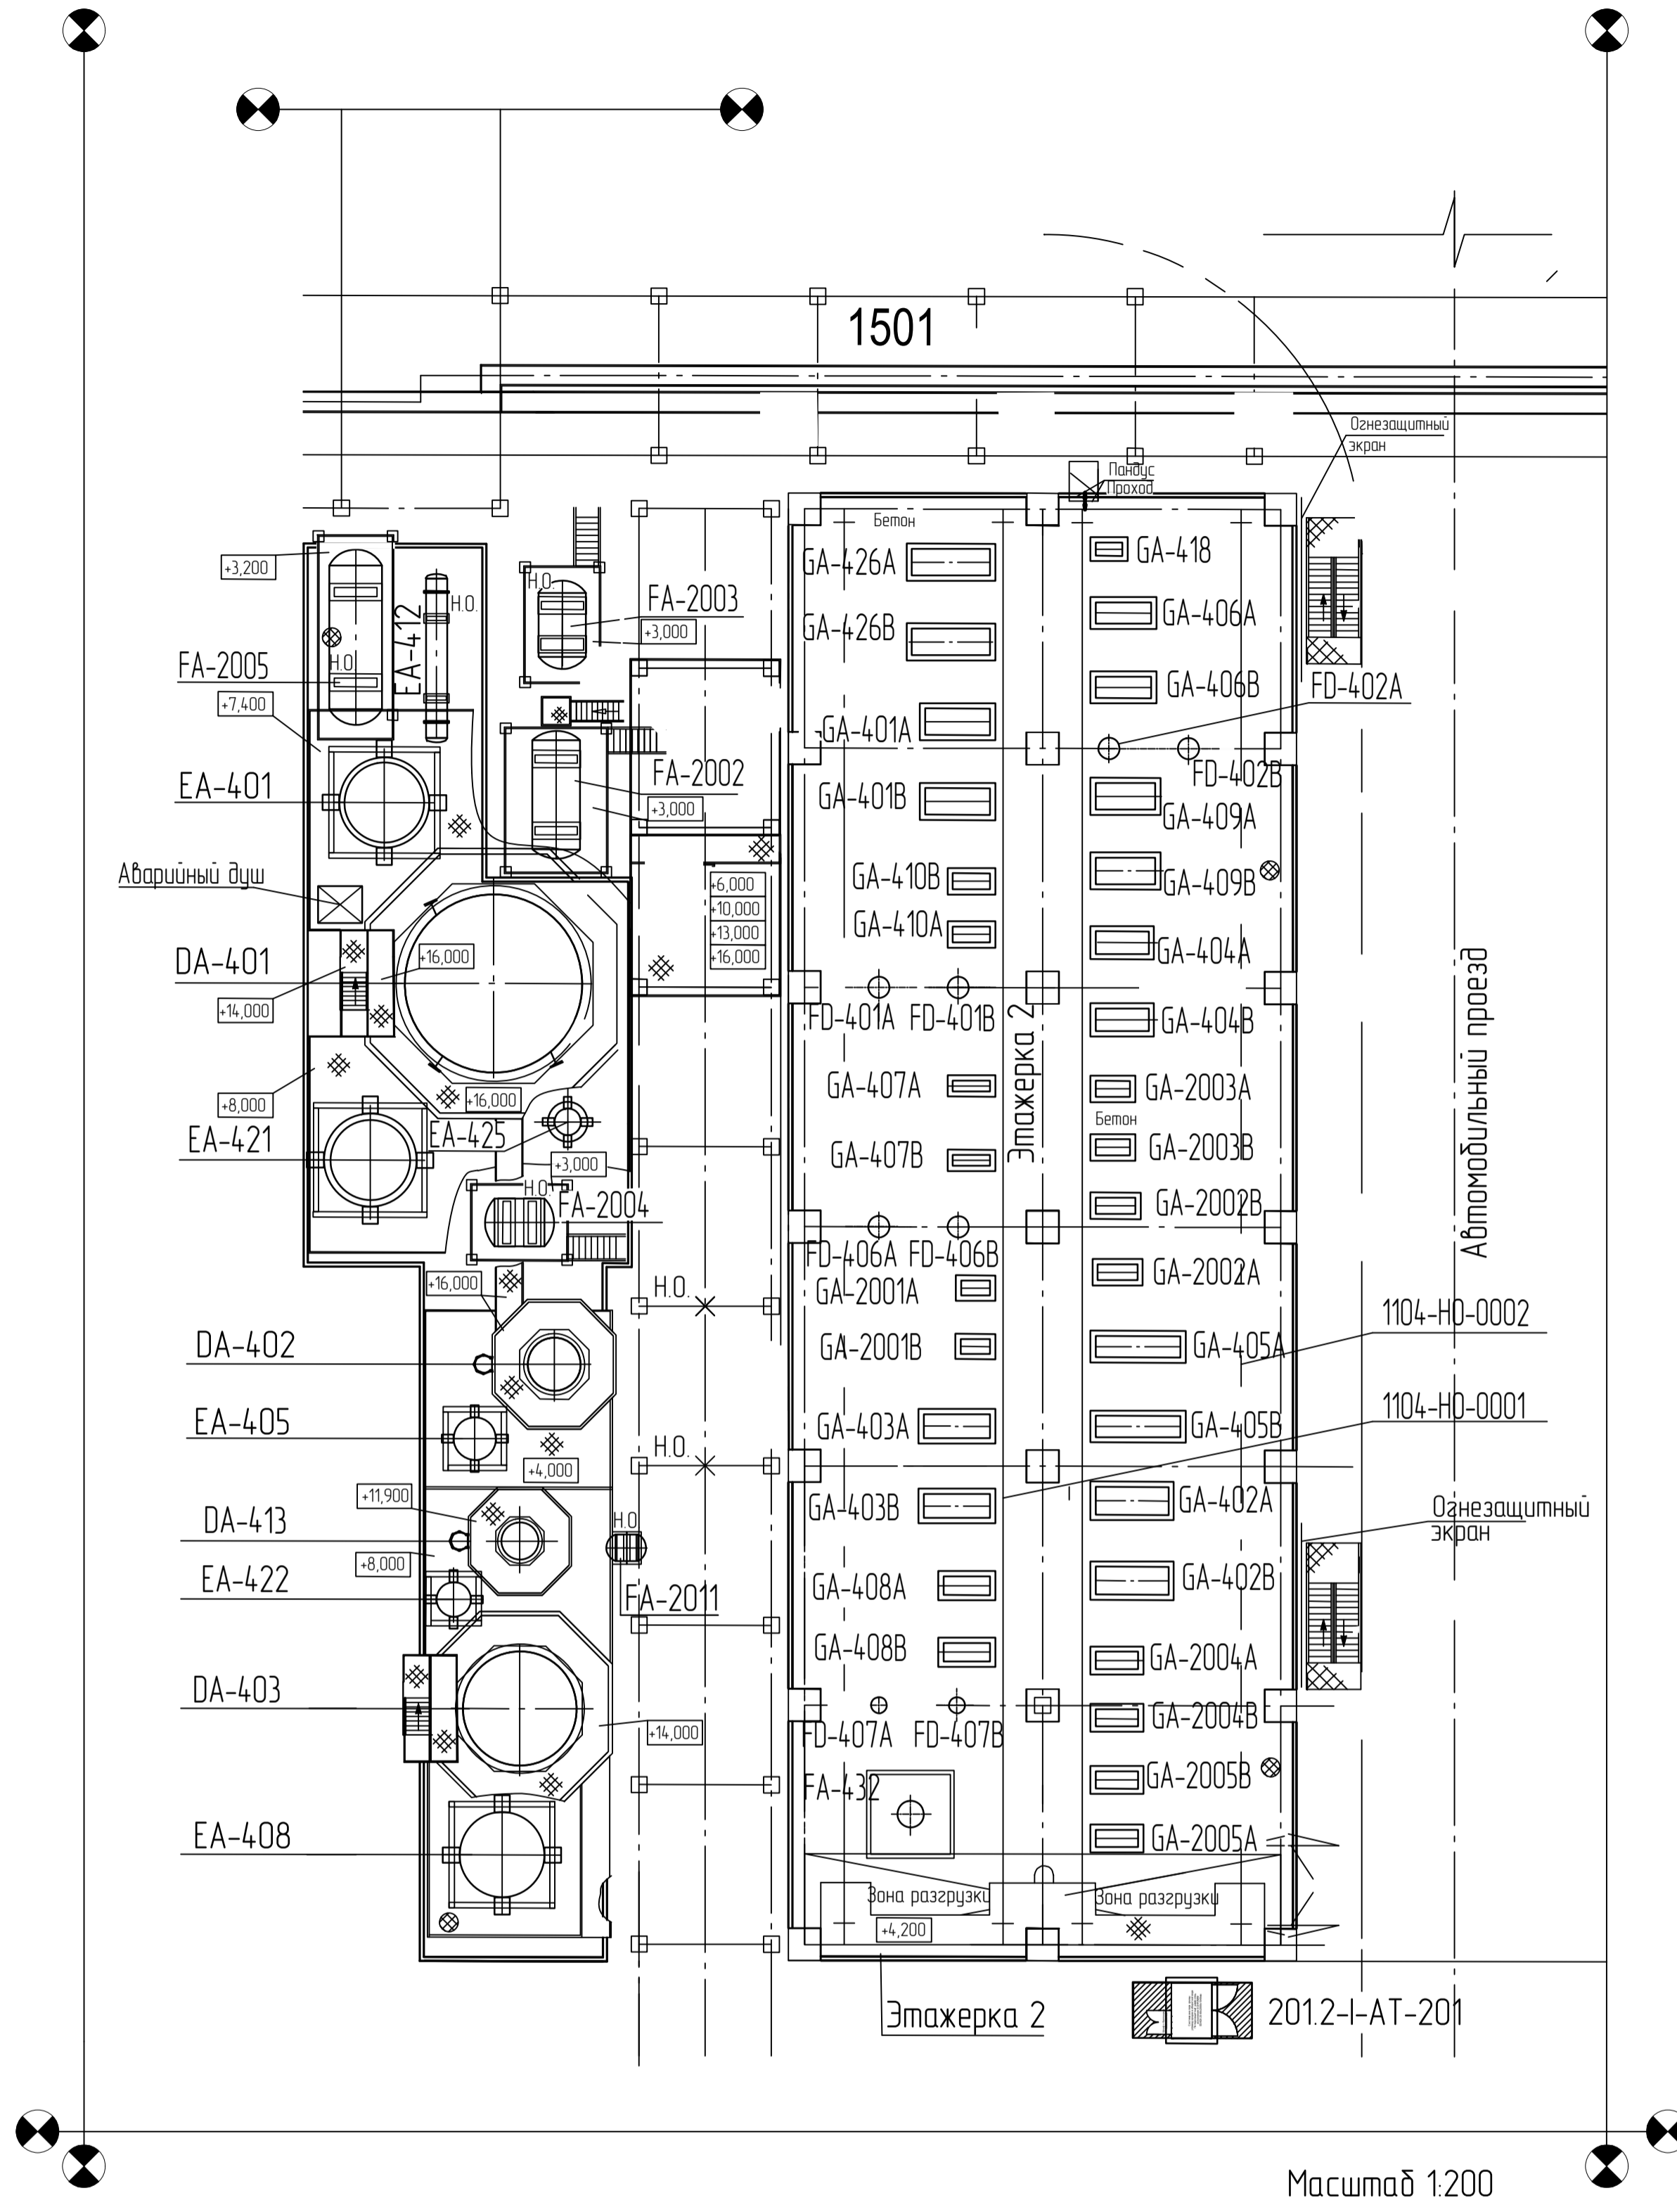 1501
Огнезащитный
экран
Пандус
Проход
Бетон
GA-426A
GA-418
+3,200
EA-412
Н.О.
Н.О.
FA-2003
+3,000
GA-406A
GA-426B
FA-2005
Н.О.
+7,400
GA-406B
FD-402A
GA-401A
EA-401
FA-2002
+3,000
FD-402B
GA-401B
GA-409A
Аварийный душ
+6,000
+10,000
+13,000
+16,000
GA-410B
GA-409B
GA-410A
DA-401
+16,000
GA-404A
+14,000
FD-401A
FD-401B
GA-404B
Этажерка 2
Автомобильный проезд
+8,000
+16,000
GA-407A
GA-2003A
Бетон
EA-421
EA-425
+3,000
GA-407B
GA-2003B
Н.О.
FA-2004
GA-2002B
FD-406A
FD-406B
+16,000
Н.О.
GA-2001A
GA-2002A
1104-HO-0002
DA-402
GA-2001B
GA-405A
EA-405
Н.О.
GA-403A
GA-405B
1104-HO-0001
+4,000
+11,900
DA-413
Н.О.
GA-403B
GA-402A
Огнезащитный
экран
+8,000
EA-422
FA-2011
GA-408A
GA-402B
GA-408B
GA-2004A
DA-403
+14,000
FD-407A
FD-407B
GA-2004B
FA-432
GA-2005B
EA-408
GA-2005A
Зона разгрузки
Зона разгрузки
+4,200
Этажерка 2
201.2-I-AT-201
Масштаб 1:200